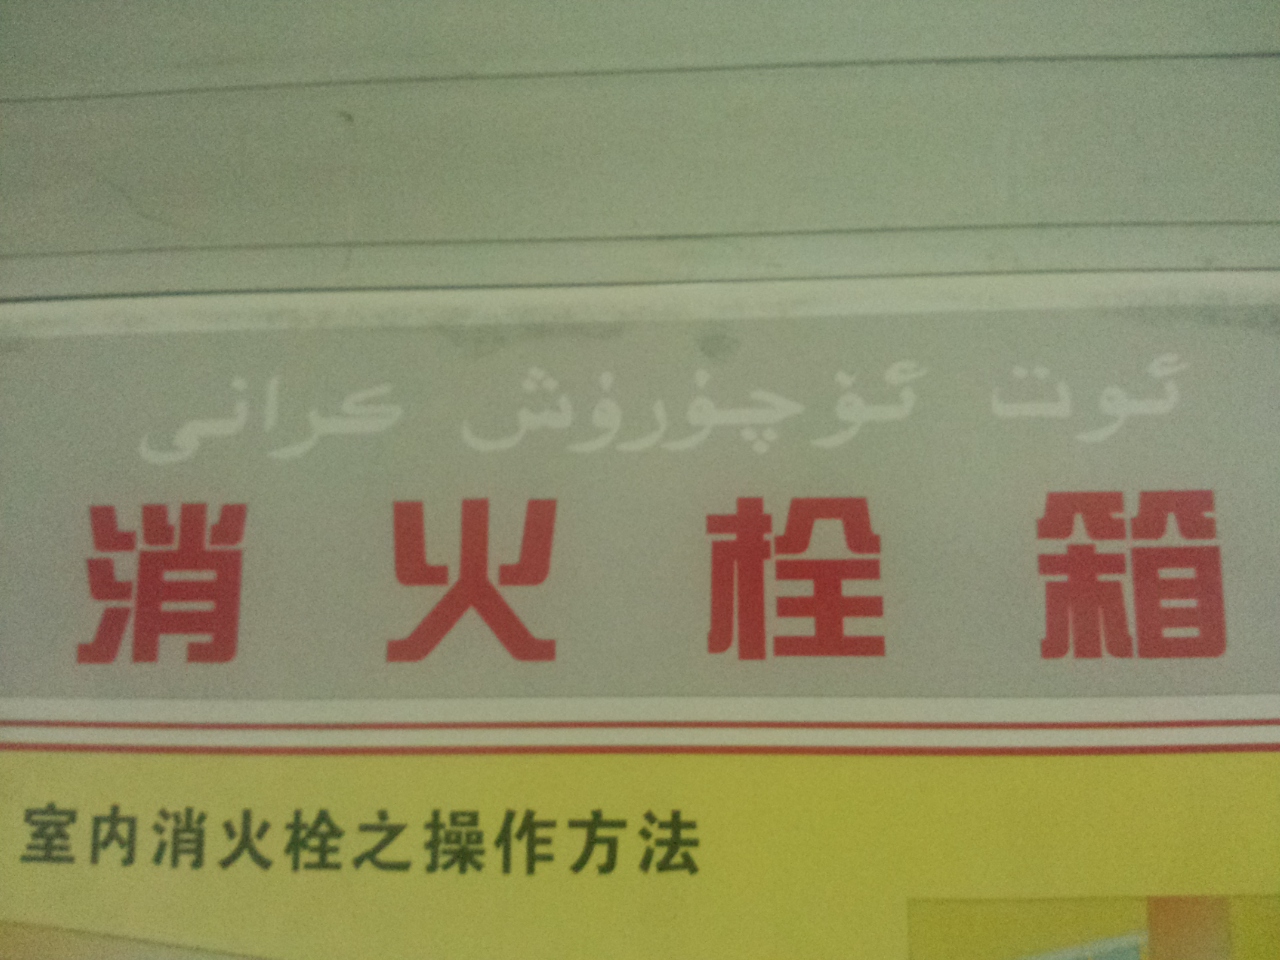 ئوت ئۆچۈرۈش كرانى
消火栓箱
室内消火栓之操作方法